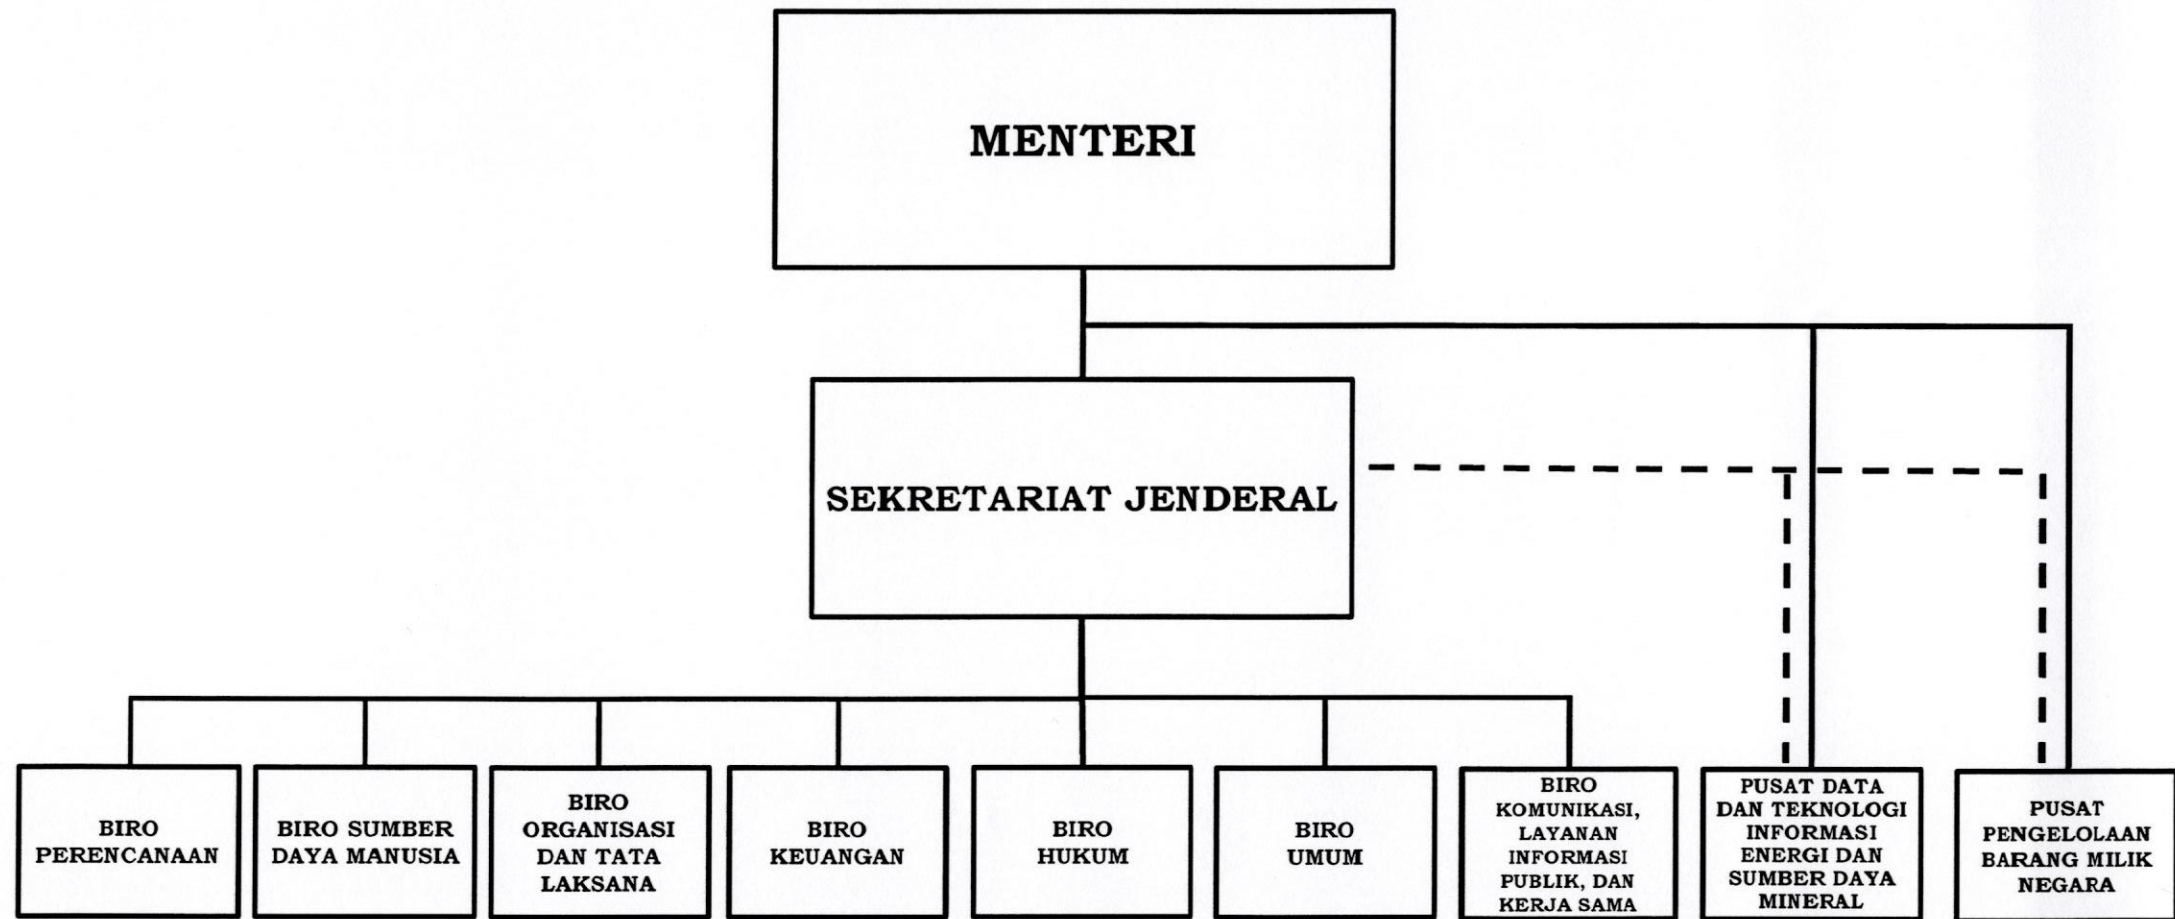 MENTERI
SEKRETARIAT JENDERAL
BIRO
PERENCANAAN
BIRO SUMBER
DAYA MANUSIA
BIRO
ORGANISASI
DAN TATA
LAKSANA
BIRO
KEUANGAN
BIRO
HUKUM
BIRO
UMUM
BIRO
KOMUNIKASI,
LAYANAN
INFORMASI
PUBLIK, DAN
KERJA SAMA
PUSAT DATA
DAN TEKNOLOGI
INFORMASI
ENERGI DAN
SUMBER DAYA
MINERAL
PUSAT
PENGELOLAAN
BARANG MILIK
NEGARA